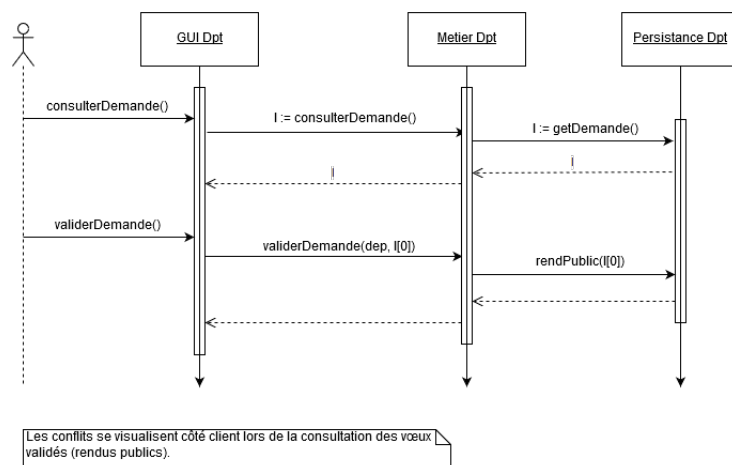 GUI Dpt
Metier Dpt
Persistance Dpt
consulterDemande()
l := consulterDemande()
l := getDemande()
l
l
validerDemande()
validerDemande(dep, l[0])
rendPublic(l[0])
Les conflits se visualisent côté client lors de la consultation des vœux
validés (rendus publics).